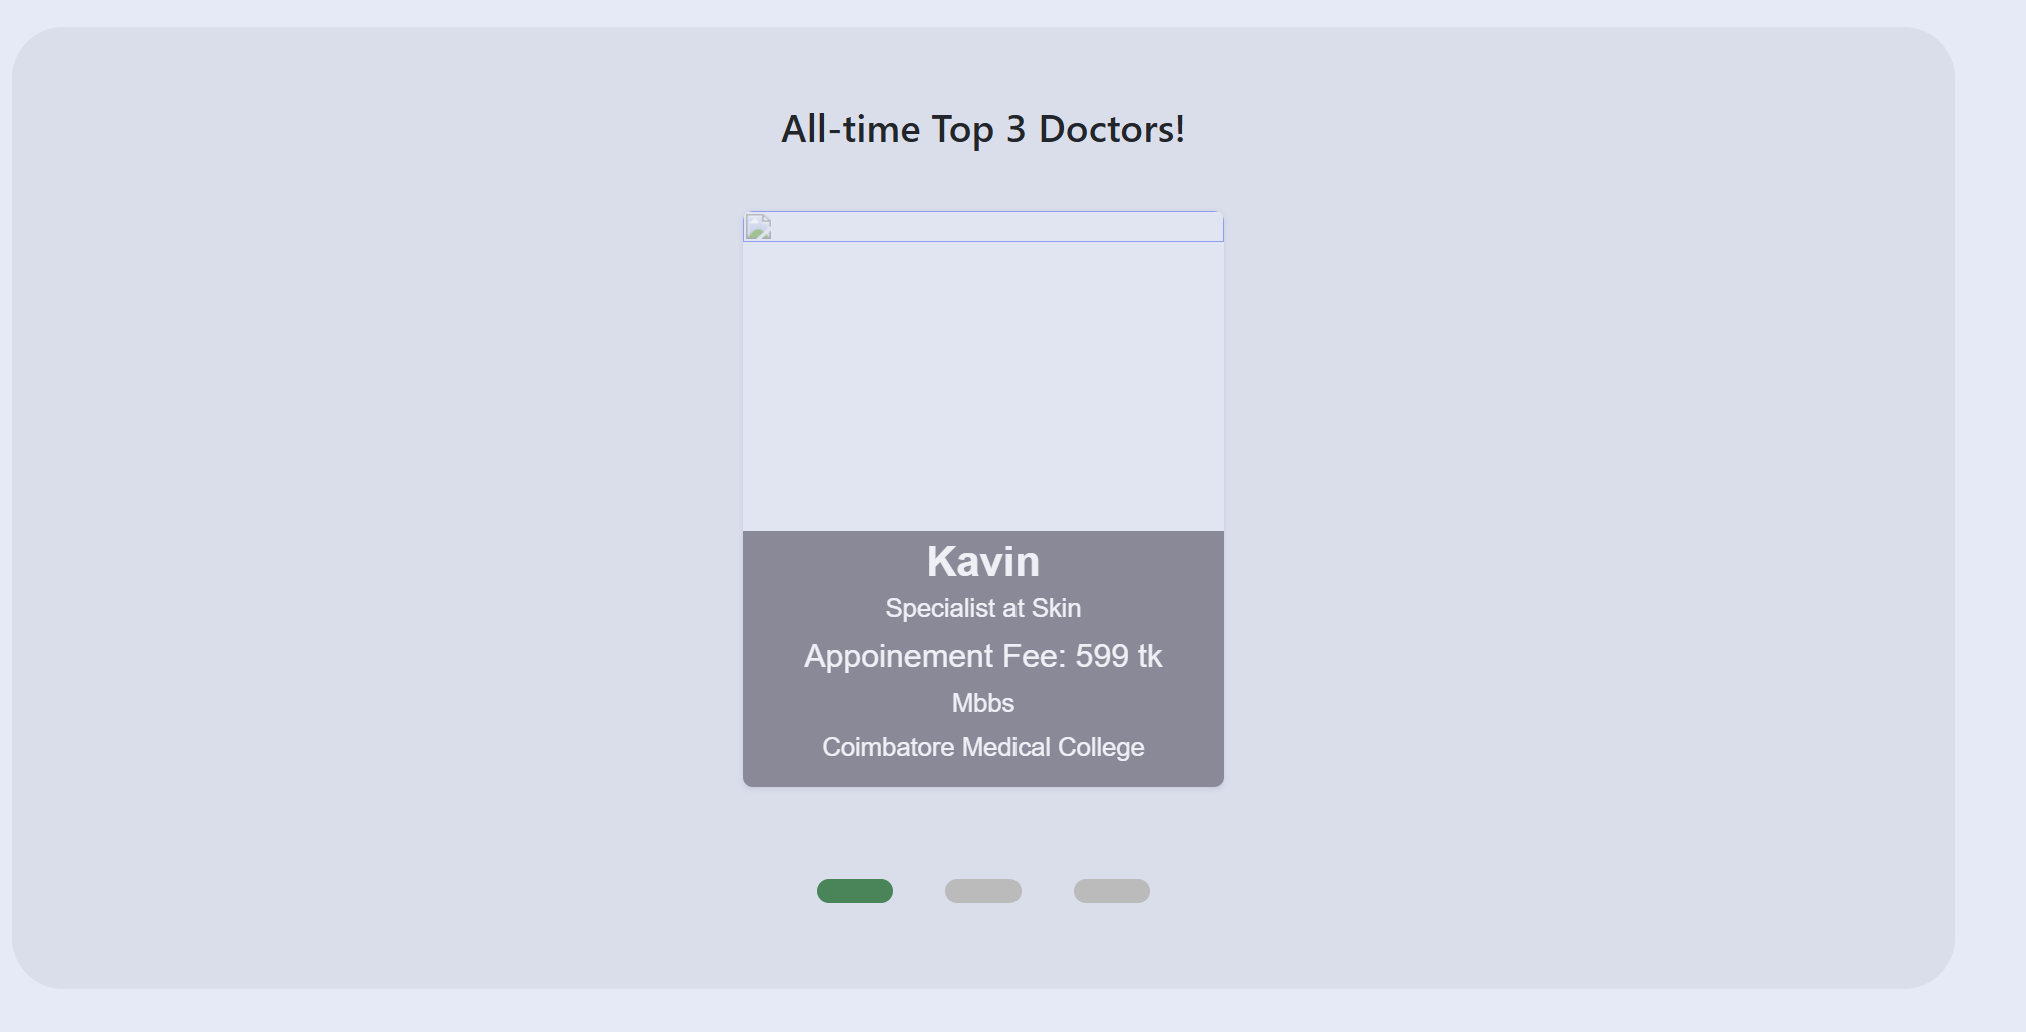 All-time Top 3 Doctors!
Kavin
Specialist at Skin
Appoinement Fee: 599 tk
Mbbs
Coimbatore Medical College